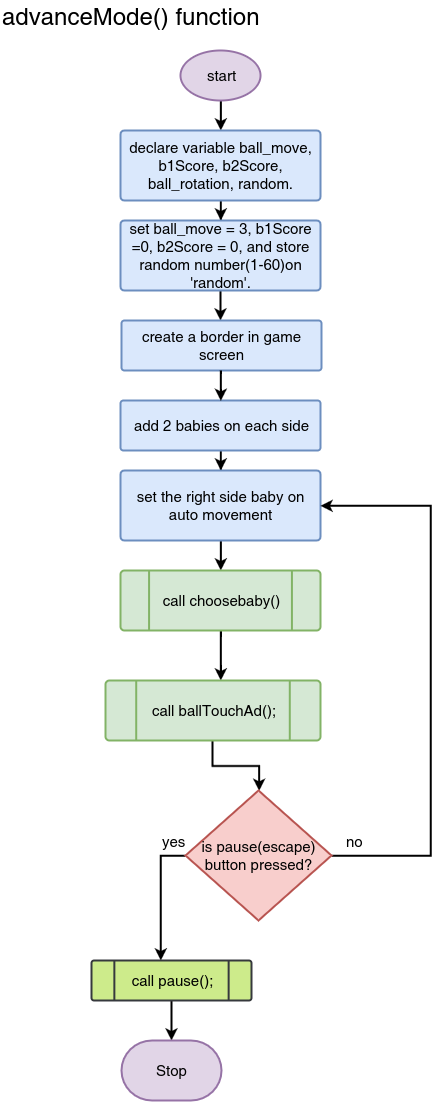 advanceMode() function
start
declare variable ball_move,
b1Score, b2Score,
ball_rotation, random.
set ball_move = 3, b1Score
=0, b2Score = 0, and store
random number(1-60)on
'random'.
create a border in game
screen
add 2 babies on each side
set the right side baby on
auto movement
call choosebaby()
call ballTouchAd();
yes
no
is pause(escape)
button pressed?
call pause();
Stop